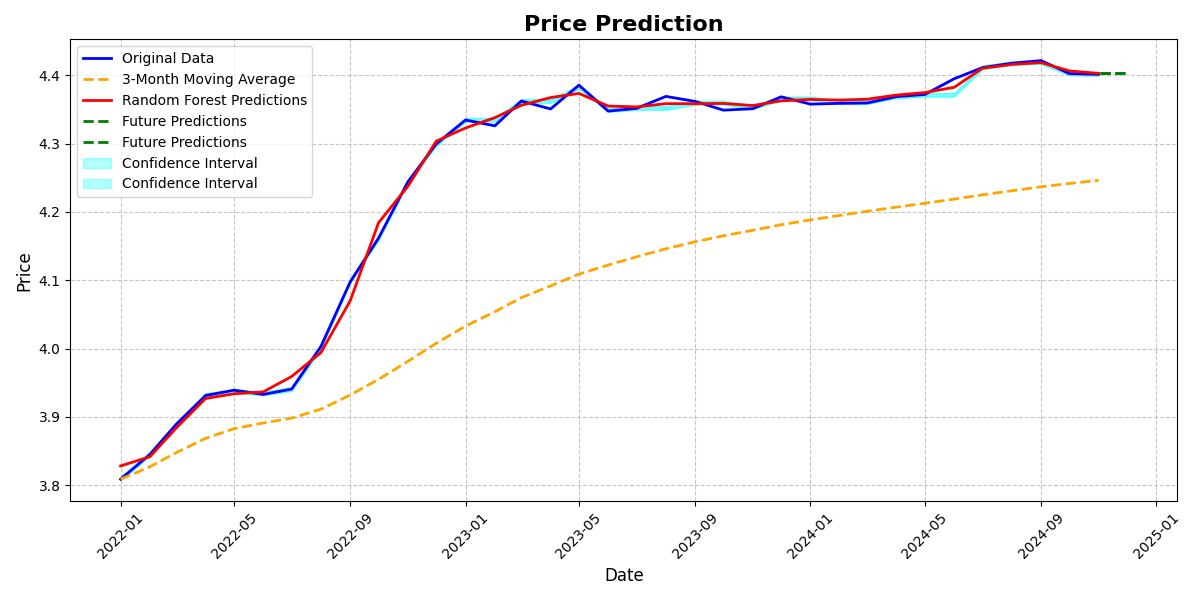 Price Prediction
Original Data
3-Month Moving Average
Random Forest Predictions
Future Predictions
Future Predictions
Confidence Interval
Confidence Interval
Price
4.4
4.3
4.2
4.1
4.0
3.9
3.8
2022-01
2022-05
2022-09
2023-01
2023-05
2023-09
2024-01
2024-05
2024-09
2025-01
Date